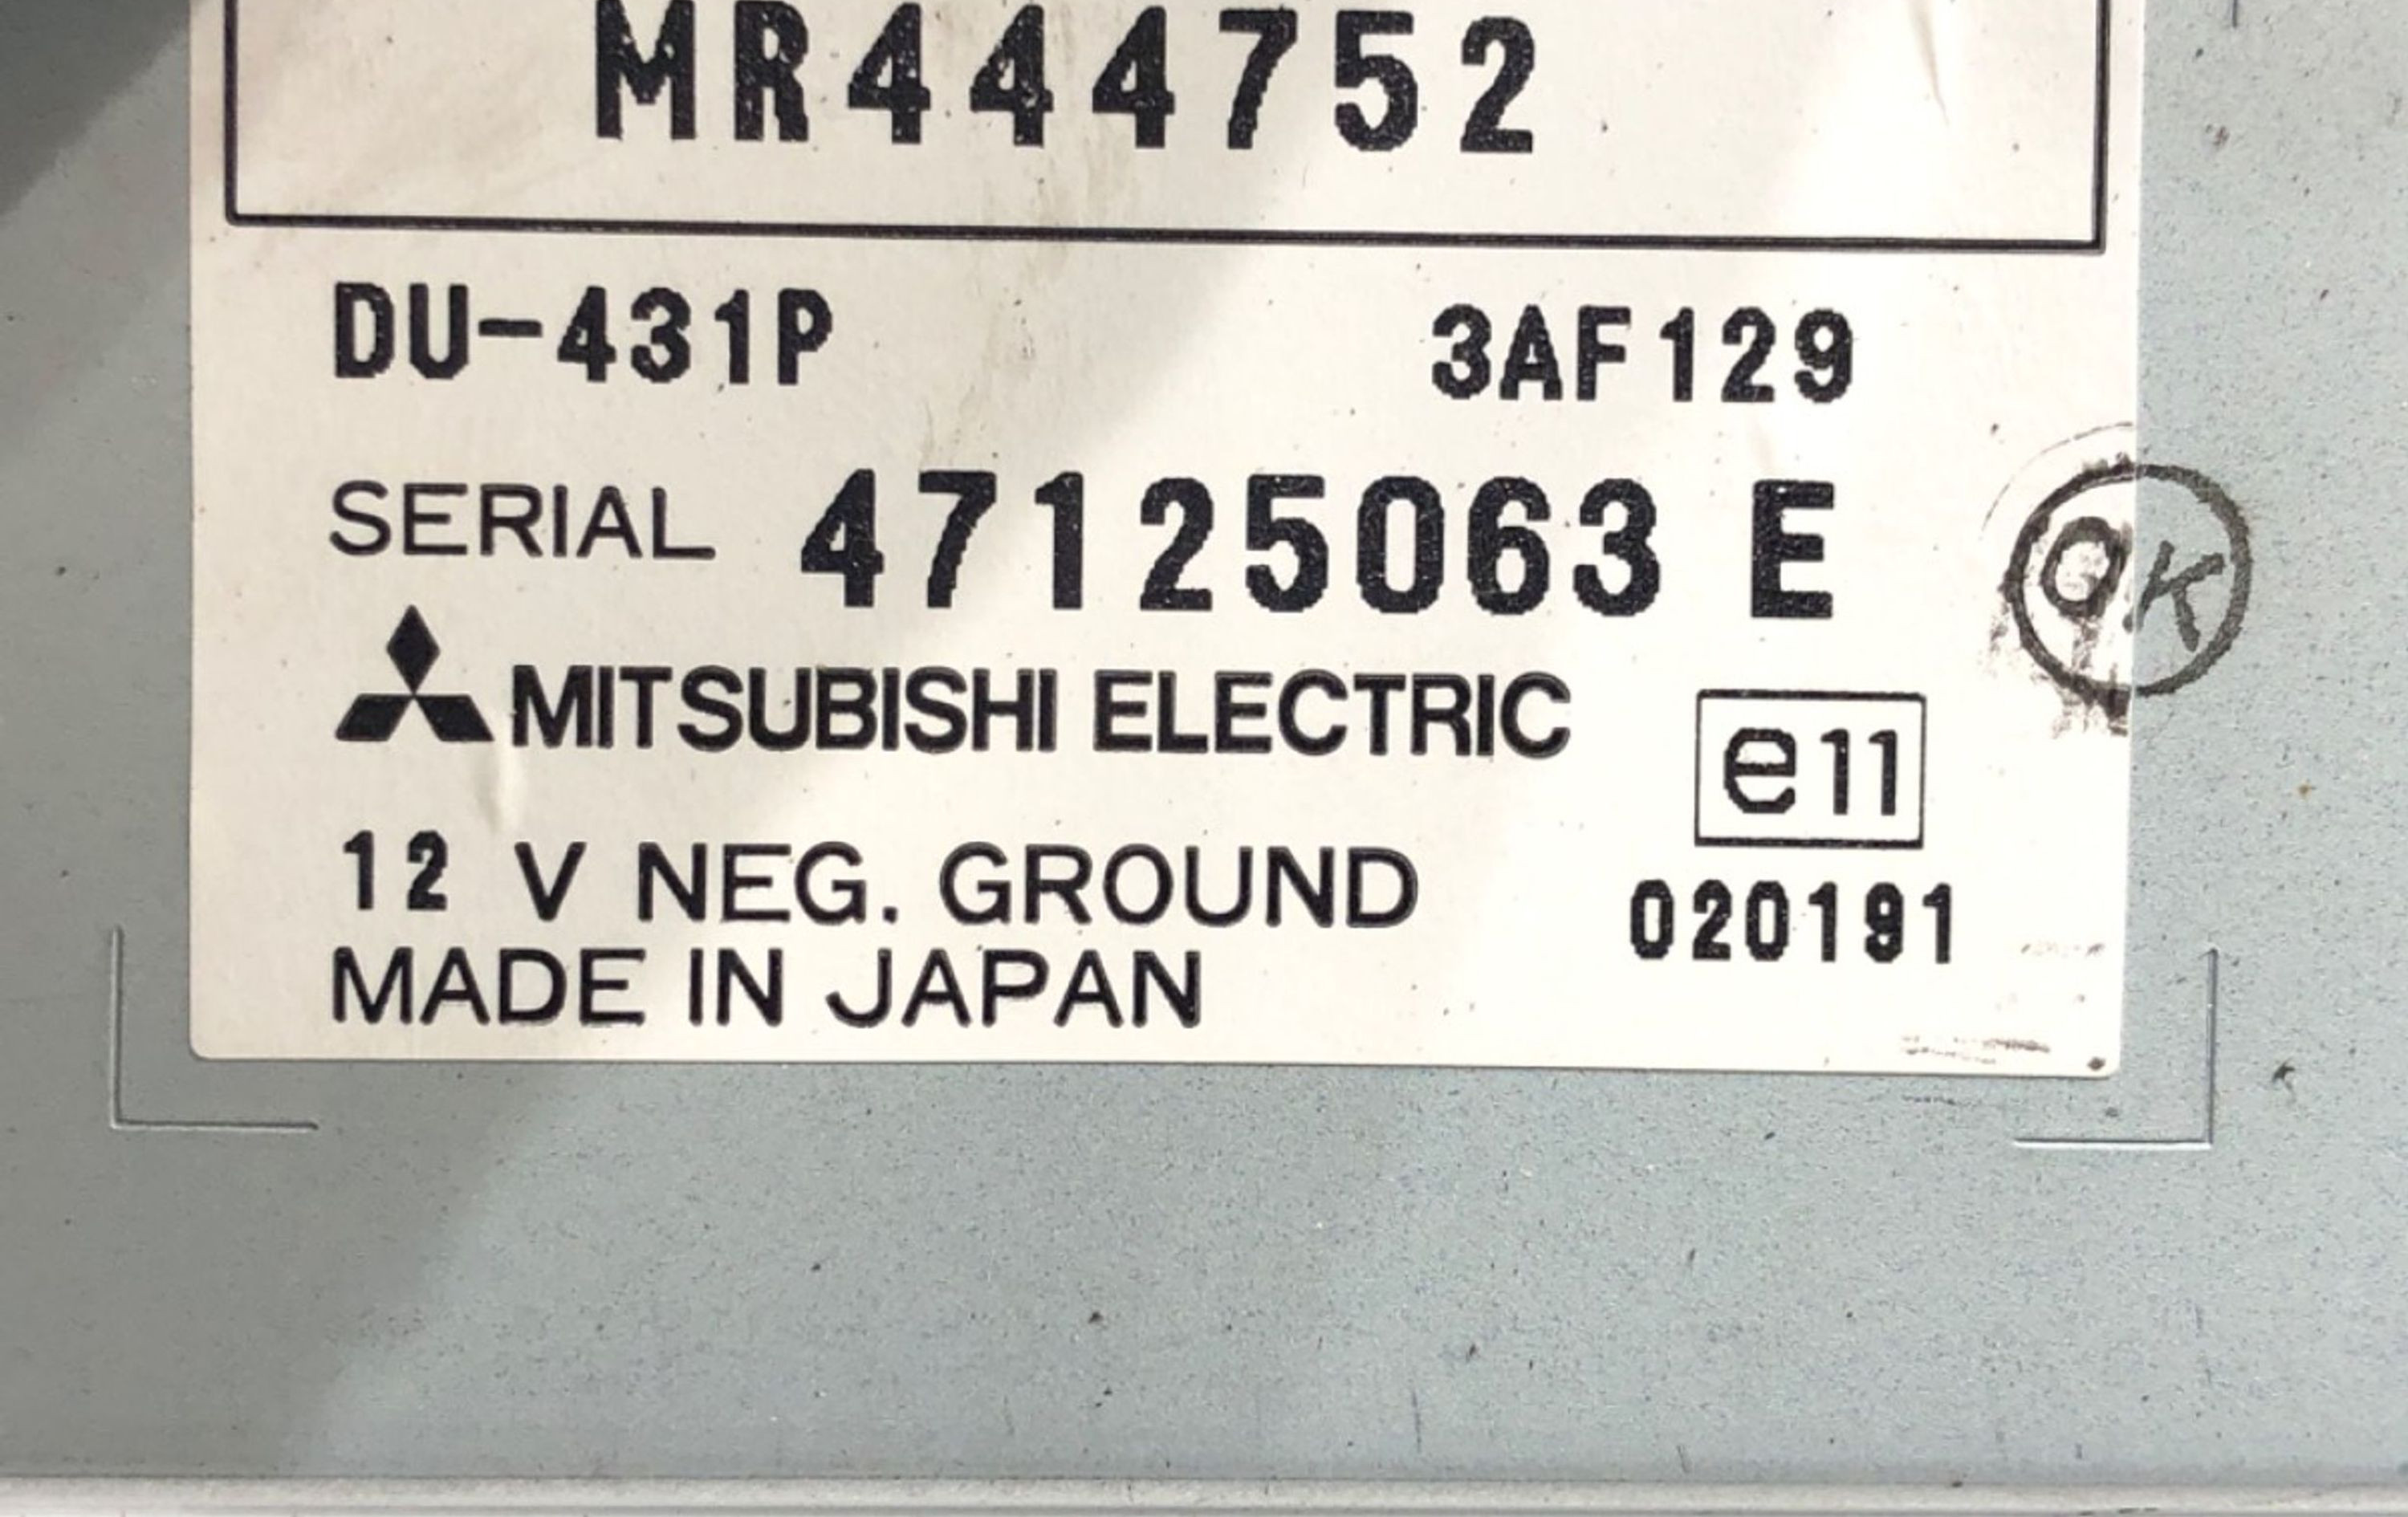 MR444752
DU-431P 3AF129
SERIAL 47125063 E
OK
MITSUBISHI ELECTRIC
e11
12 V NEG. GROUND
020191
MADE IN JAPAN